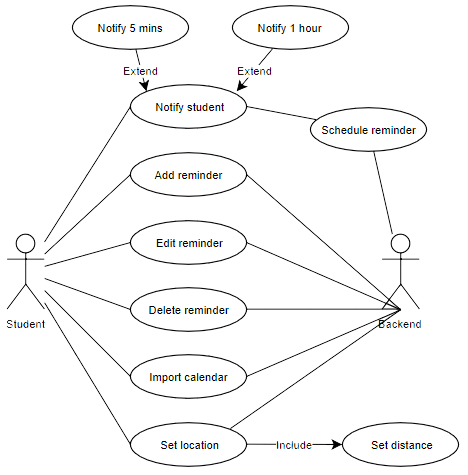 Notify 5 mins
Notify 1 hour
Extend
Extend
Notify student
Schedule reminder
Add reminder
Edit reminder
Delete reminder
Student
Backend
Import calendar
Set location
Include
Set distance